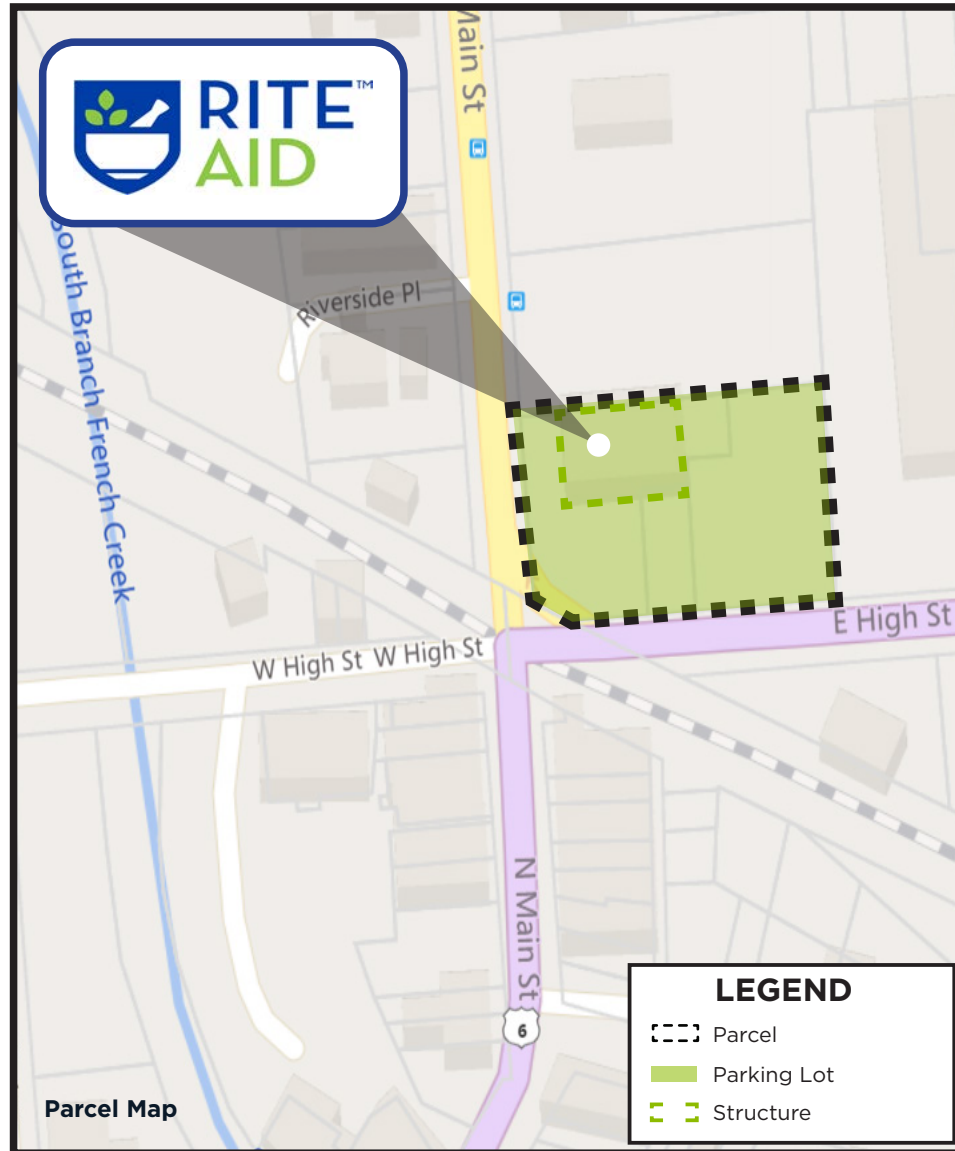 Main St
RITE™
AID
South Branch French Creek
Riverside Pl
E High St
W High St W High St
N Main St
6
LEGEND
Parcel
Parking Lot
Structure
Parcel Map